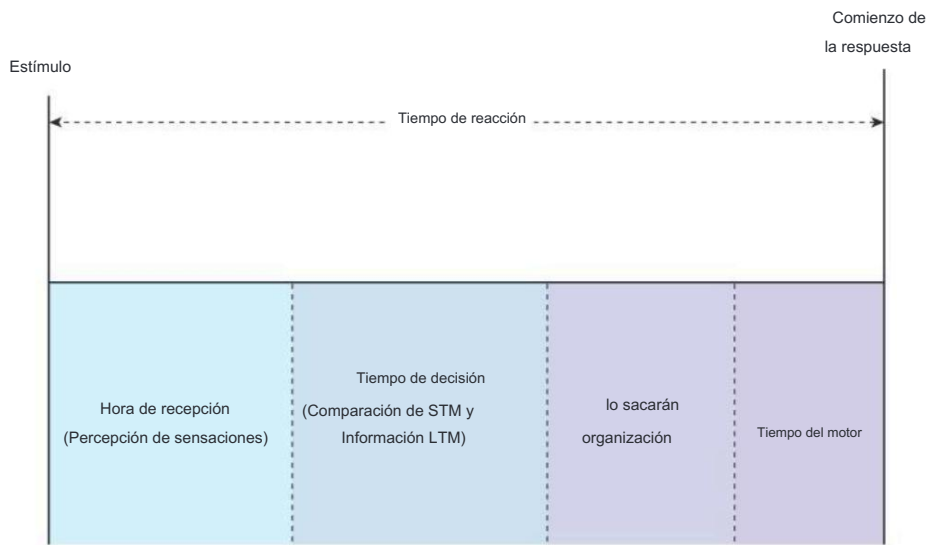 Comienzo de
la respuesta
Estímulo
Tiempo de reacción
Hora de recepción
(Percepción de sensaciones)
Tiempo de decisión
(Comparación de STM y
Información LTM)
lo sacarán
organización
Tiempo del motor